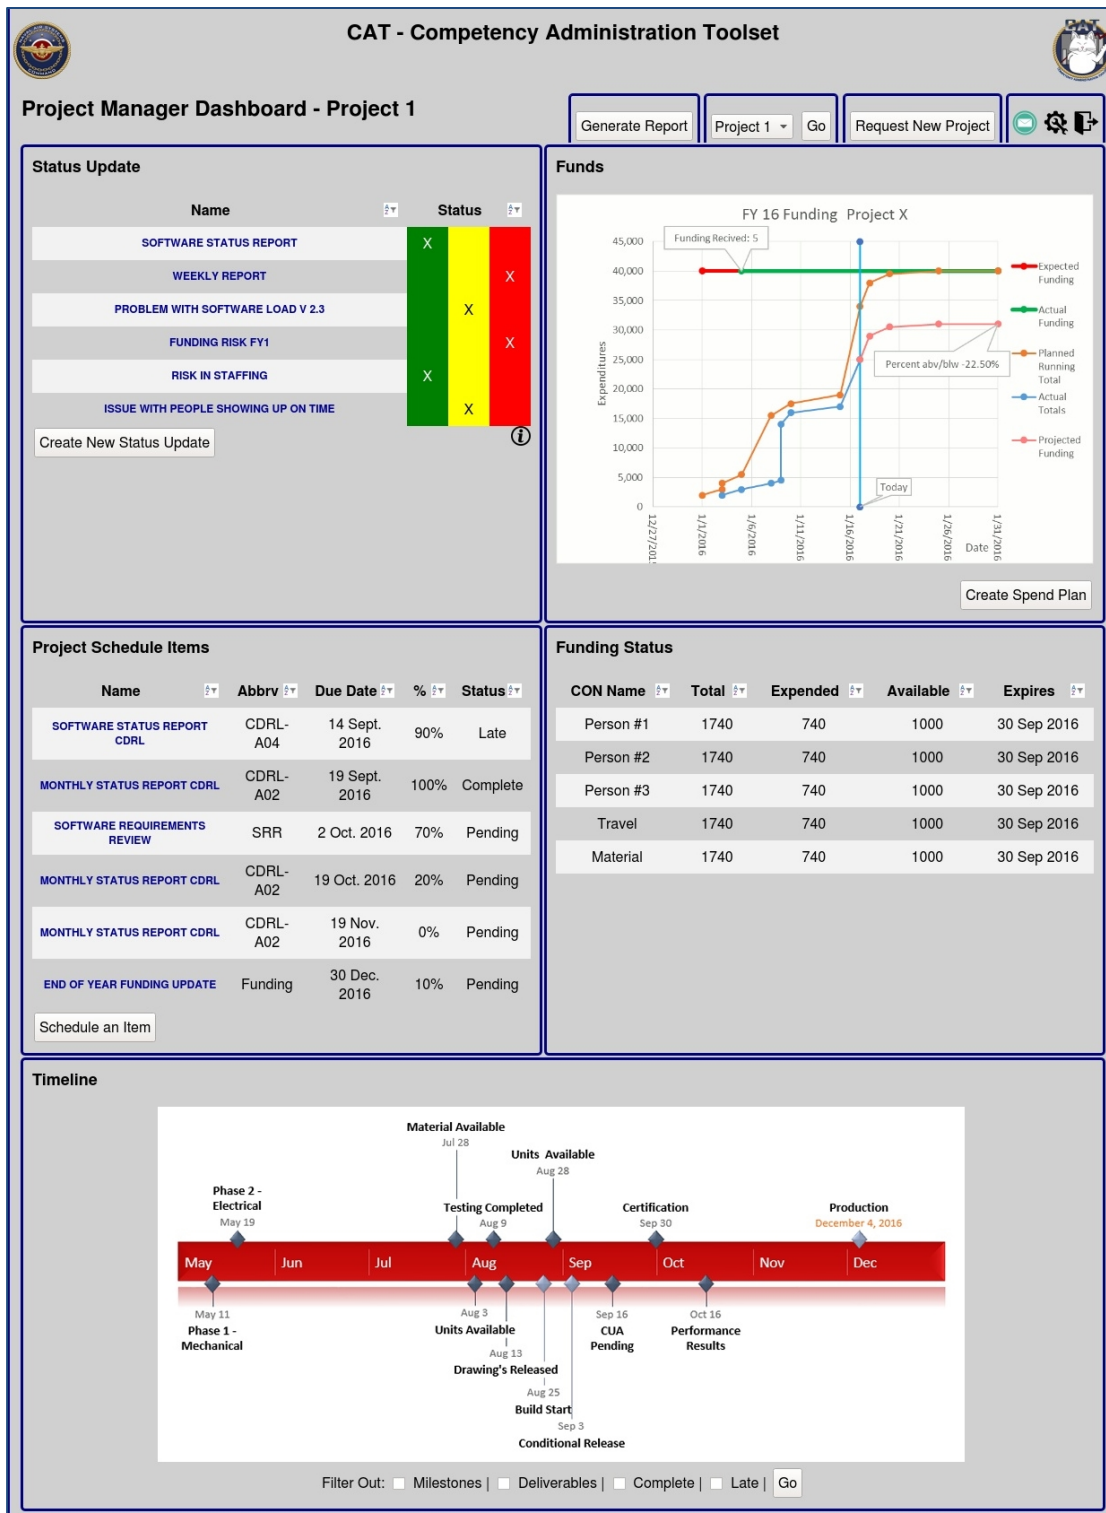 CAT - Competency Administration Toolset
CAT
Project Manager Dashboard - Project 1
Generate Report
Project 1
Go
Request New Project
Status Update
Name Status
SOFTWARE STATUS REPORT X
WEEKLY REPORT X
PROBLEM WITH SOFTWARE LOAD V 2.3 X
FUNDING RISK FY1 X
RISK IN STAFFING X
ISSUE WITH PEOPLE SHOWING UP ON TIME X
Create New Status Update
Funds
FY 16 Funding Project X
Funding Recived: 5
45,000
40,000
35,000
30,000
25,000
20,000
15,000
10,000
5,000
0
Expenditures
Expected
Funding
Actual
Funding
Planned
Running
Total
Actual
Totals
Projected
Funding
Percent abv/blw -22.50%
Today
12/27/201
1/1/2016
1/6/2016
1/11/2016
1/16/2016
1/21/2016
1/26/2016
1/31/2016
Date
Create Spend Plan
Project Schedule Items
Name Abbrv Due Date % Status
SOFTWARE STATUS REPORT
CDRL
CDRL-
A04
14 Sept.
2016
90% Late
MONTHLY STATUS REPORT CDRL
CDRL-
A02
19 Sept.
2016
100% Complete
SOFTWARE REQUIREMENTS
REVIEW
SRR 2 Oct. 2016 70% Pending
MONTHLY STATUS REPORT CDRL
CDRL-
A02
19 Oct. 2016 20% Pending
MONTHLY STATUS REPORT CDRL
CDRL-
A02
19 Nov.
2016
0% Pending
END OF YEAR FUNDING UPDATE Funding
30 Dec.
2016
10% Pending
Schedule an Item
Funding Status
CON Name Total Expended Available Expires
Person #1 1740 740 1000 30 Sep 2016
Person #2 1740 740 1000 30 Sep 2016
Person #3 1740 740 1000 30 Sep 2016
Travel 1740 740 1000 30 Sep 2016
Material 1740 740 1000 30 Sep 2016
Timeline
Material Available
Jul 28
Units Available
Aug 28
Phase 2 -
Electrical
May 19
Testing Completed
Aug 9
Certification
Sep 30
Production
December 4, 2016
May Jun Jul Aug Sep Oct Nov Dec
May 11
Phase 1 -
Mechanical
Aug 3
Units Available
Aug 13
Drawing's Released
Aug 25
Build Start
Sep 3
Conditional Release
Sep 16
CUA
Pending
Oct 16
Performance
Results
Filter Out: Milestones | Deliverables | Complete | Late | Go